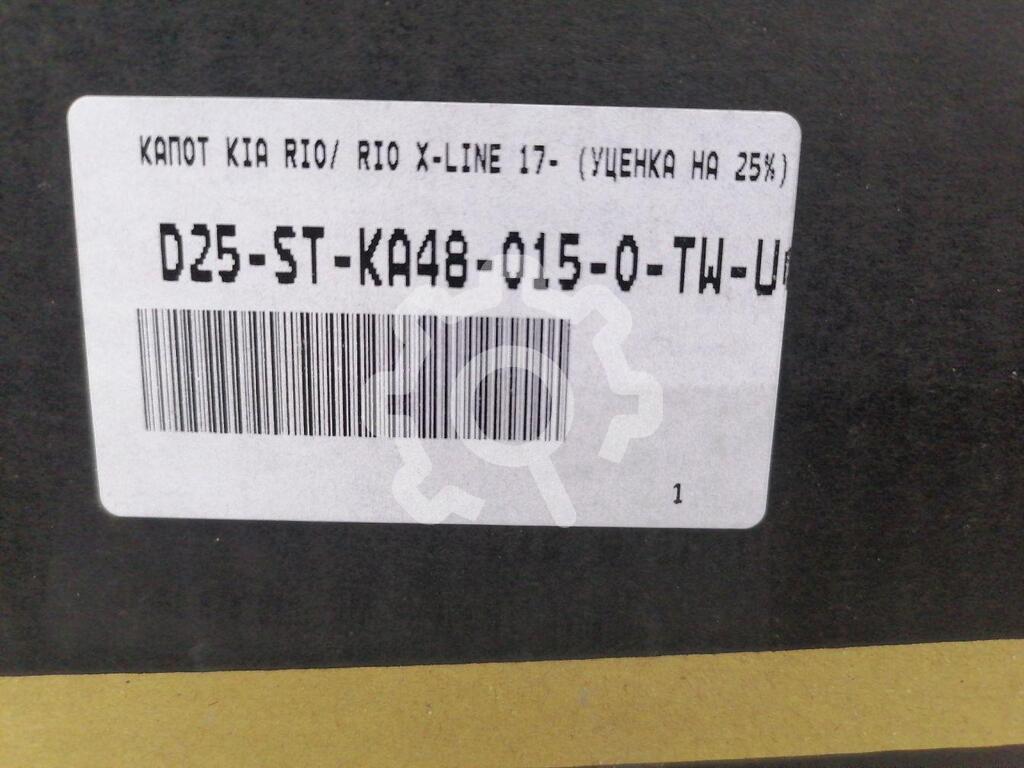 КАПОТ KIA RIO/ RIO X-LINE 17- (УЦЕНКА НА 25%)
D25-ST-KA48-015-0-TW-U
1